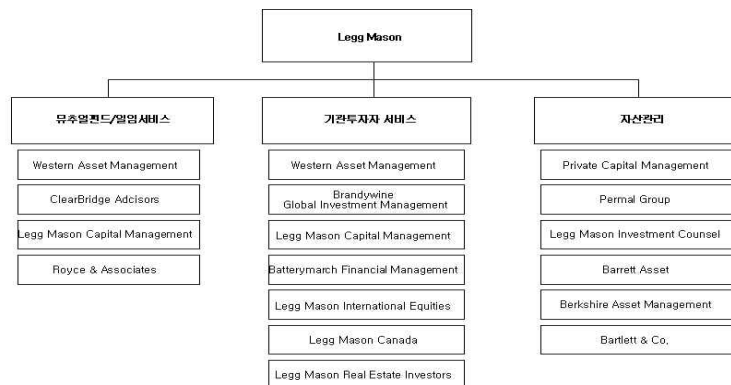 Legg Mason
뮤추얼펀드/일임서비스
Western Asset Management
ClearBridge Adcisors
Legg Mason Capital Management
Royce & Associates
기관투자자 서비스
Western Asset Management
Brandywine
Global Investment Management
Legg Mason Capital Management
Batterymarch Financial Management
Legg Mason International Equities
Legg Mason Canada
Legg Mason Real Estate Investors
자산관리
Private Capital Management
Permal Group
Legg Mason Investment Counsel
Barrett Asset
Berkshire Asset Management
Bartlett & Co.